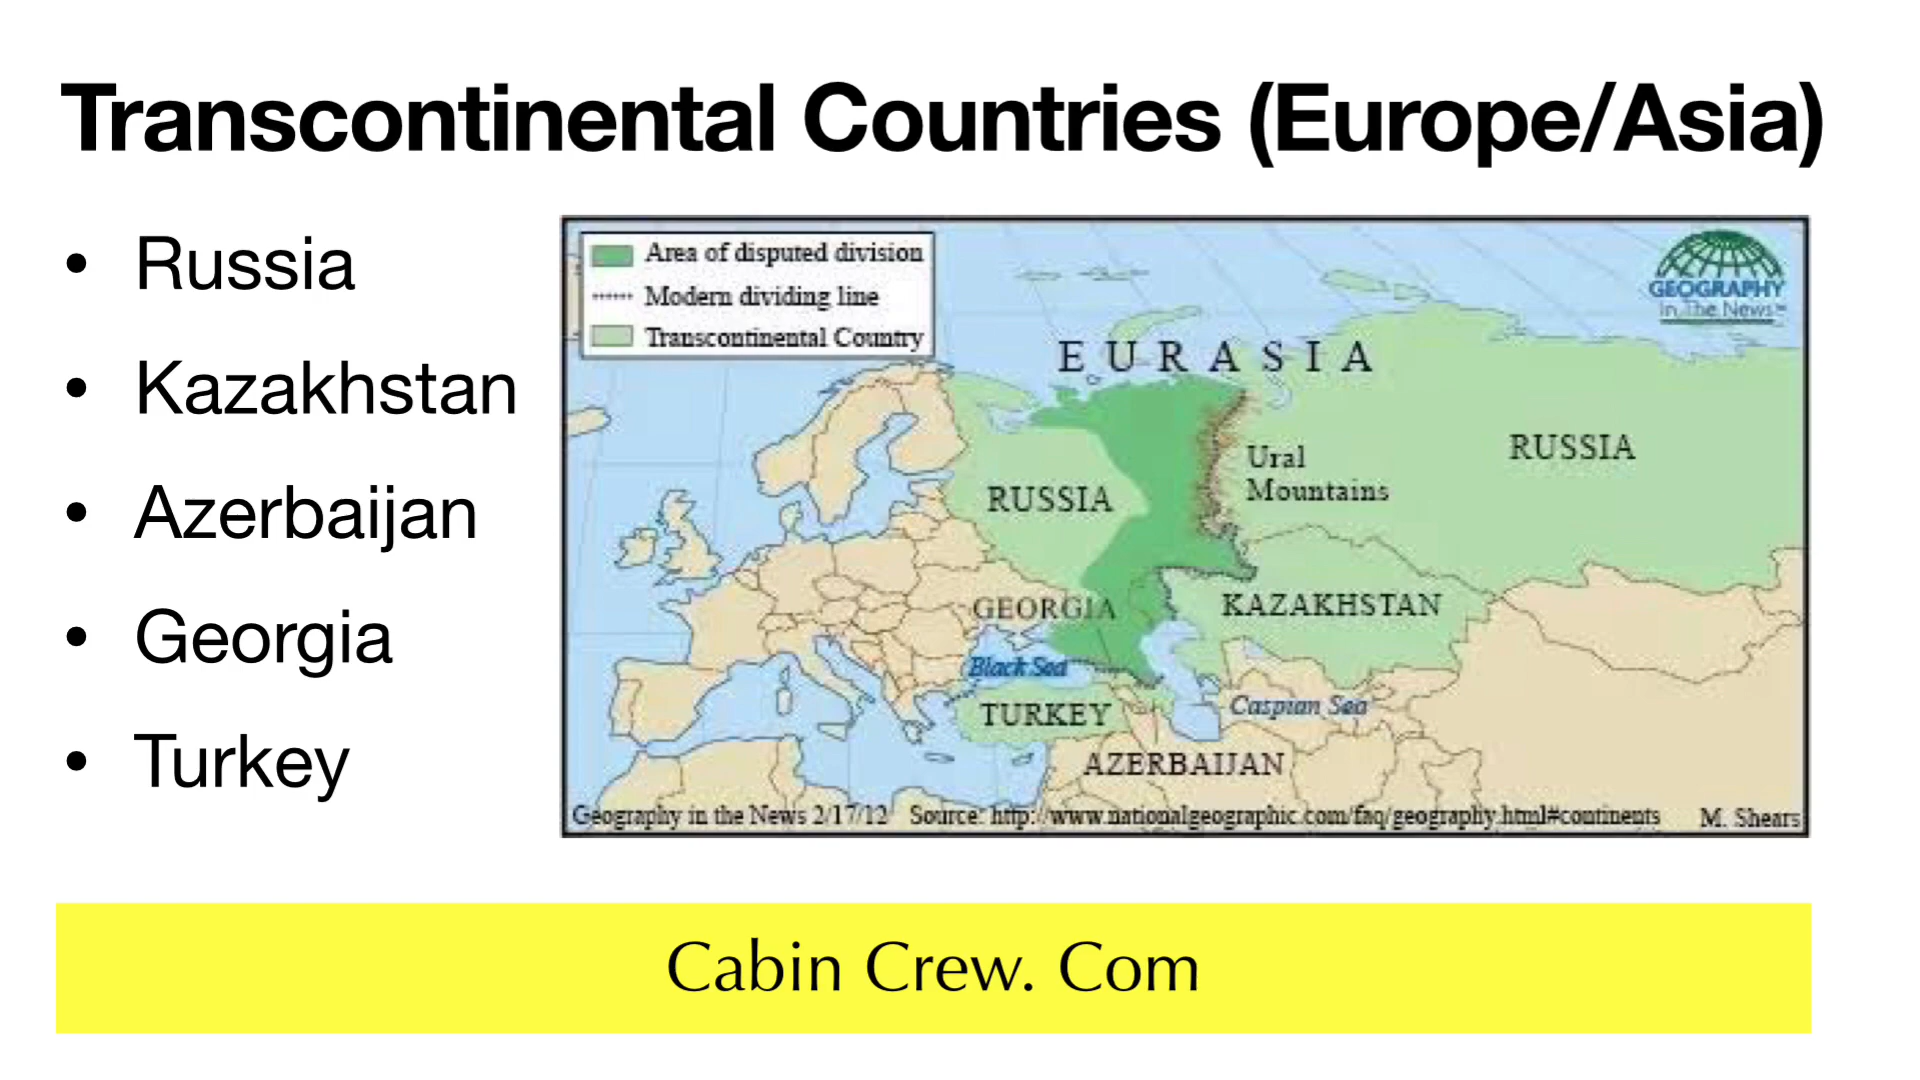 Transcontinental Countries (Europe/Asia)
• Russia
• Kazakhstan
• Azerbaijan
• Georgia
• Turkey
Area of disputed division
Modern dividing line
Transcontinental Country
GEOGRAPHY
In The News™
EURASIA
RUSSIA
Ural
Mountains
RUSSIA
GEORGIA
KAZAKHSTAN
Black Sea
TURKEY
Caspian Sea
AZERBAIJAN
Geography in the News 2/17/12 Source: http://www.nationalgeographic.com/faq/geography.html#continents M. Shears
Cabin Crew. Com